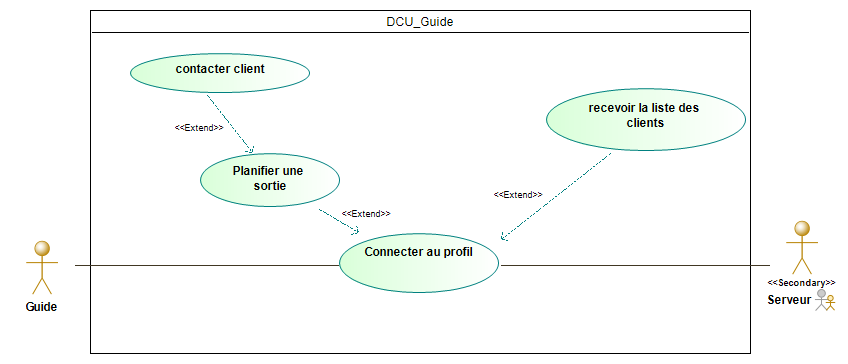 DCU_Guide
contacter client
recevoir la liste des
clients
<<Extend>>
Planifier une
sortie
<<Extend>>
<<Extend>>
Connecter au profil
<<Secondary>>
Guide
Serveur